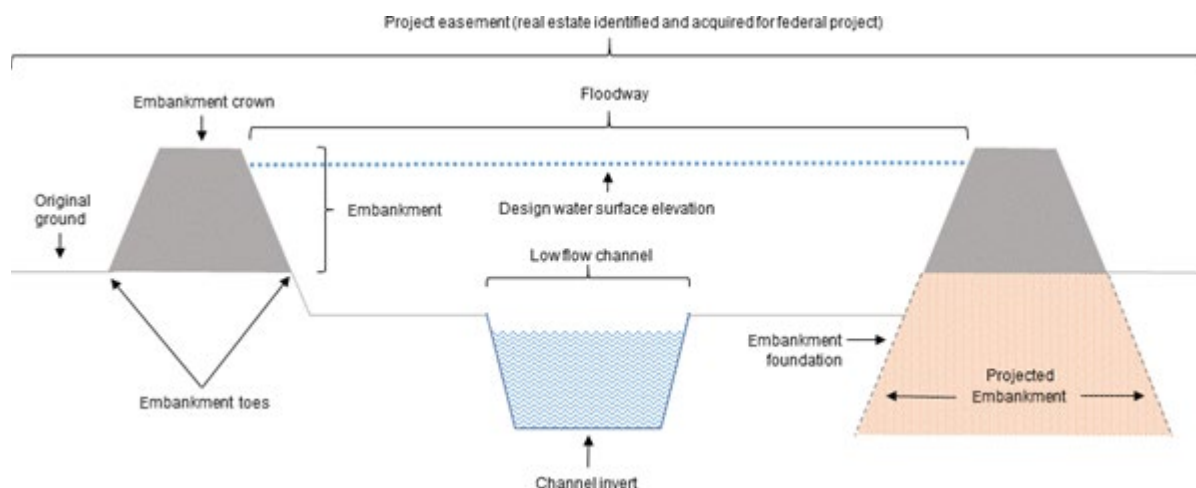 Project easement (real estate identified and acquired for federal project)
Floodway
Embankment crown
Original
ground
Embankment
Design water surface elevation
Low flow channel
Embankment
foundation
Projected
Embankment
Embankment toes
Channel invert